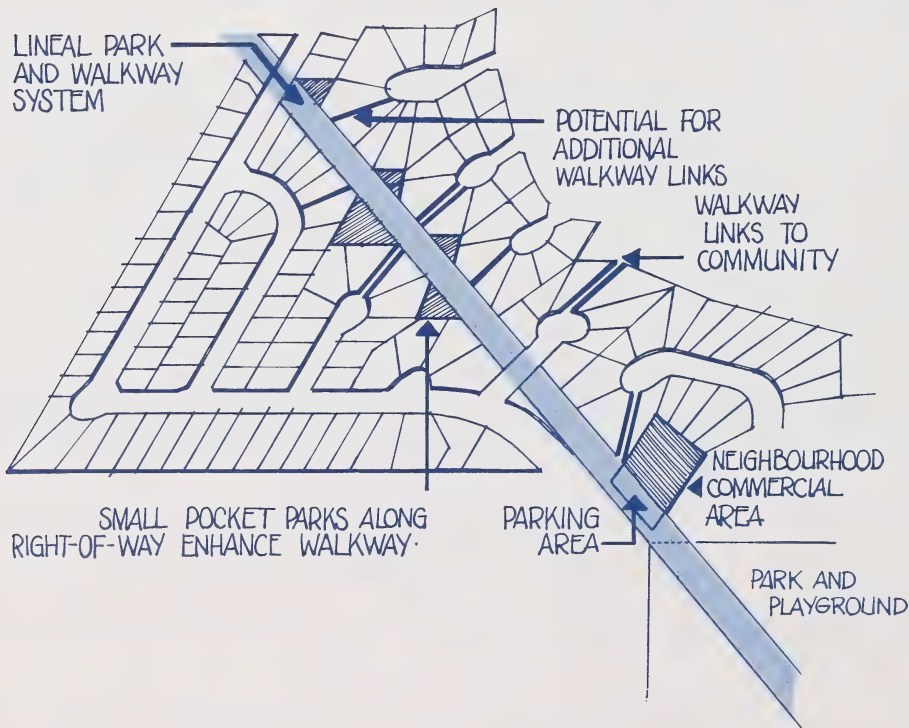 LINEAL PARK
AND WALKWAY
SYSTEM
POTENTIAL FOR
ADDITIONAL
WALKWAY LINKS
WALKWAY
LINKS TO
COMMUNITY
SMALL POCKET PARKS ALONG
RIGHT-OF-WAY ENHANCE WALKWAY.
PARKING
AREA
NEIGHBOURHOOD
COMMERCIAL
AREA
PARK AND
PLAYGROUND